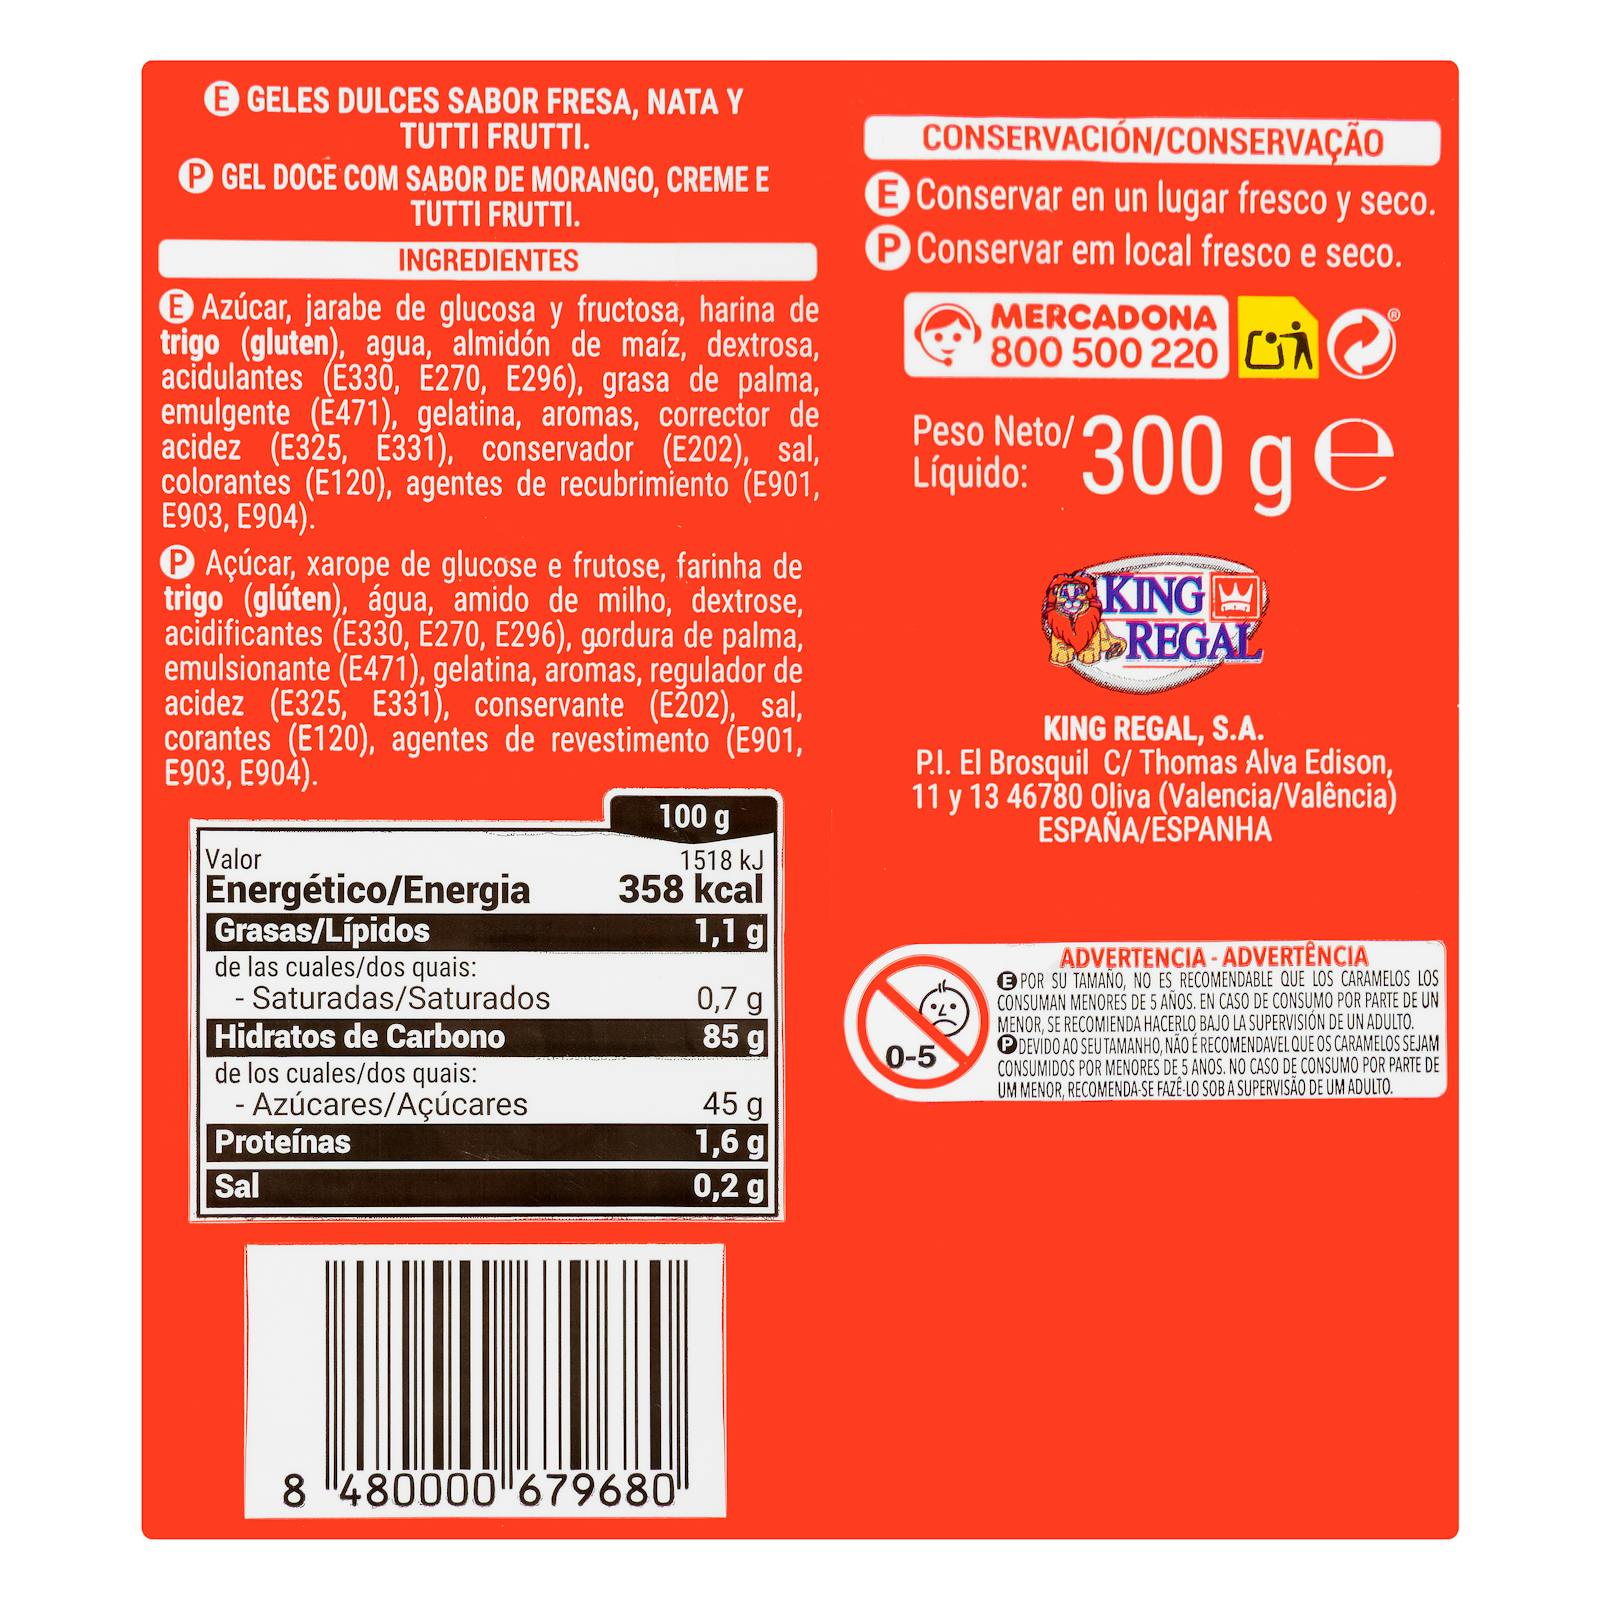 E GELES DULCES SABOR FRESA, NATA Y
TUTTI FRUTTI.
P GEL DOCE COM SABOR DE MORANGO, CREME E
TUTTI FRUTTI.
INGREDIENTES
E Azúcar, jarabe de glucosa y fructosa, harina de
trigo (gluten), agua, almidón de maíz, dextrosa,
acidulantes (E330, E270, E296), grasa de palma,
emulgente (E471), gelatina, aromas, corrector de
acidez (E325, E331), conservador (E202), sal,
colorantes (E120), agentes de recubrimiento (E901,
E903, E904).
P Açúcar, xarope de glucose e frutose, farinha de
trigo (glúten), água, amido de milho, dextrose,
acidificantes (E330, E270, E296), gordura de palma,
emulsionante (E471), gelatina, aromas, regulador de
acidez (E325, E331), conservante (E202), sal,
corantes (E120), agentes de revestimento (E901,
E903, E904).
100 g
Valor 1518 kJ
Energético/Energia 358 kcal
Grasas/Lípidos 1,1 g
de las cuales/dos quais:
- Saturadas/Saturados 0,7 g
Hidratos de Carbono 85 g
de los cuales/dos quais:
- Azúcares/Açúcares 45 g
Proteínas 1,6 g
Sal 0,2 g
8 480000 679680
CONSERVACIÓN/CONSERVAÇÃO
E Conservar en un lugar fresco y seco.
P Conservar em local fresco e seco.
MERCADONA
800 500 220
®
Peso Neto/
Líquido: 300 g e
KING
REGAL
KING REGAL, S.A.
P.I. El Brosquil C/ Thomas Alva Edison,
11 y 13 46780 Oliva (Valencia/Valência)
ESPAÑA/ESPANHA
ADVERTENCIA - ADVERTÊNCIA
E POR SU TAMAÑO, NO ES RECOMENDABLE QUE LOS CARAMELOS LOS
CONSUMAN MENORES DE 5 AÑOS. EN CASO DE CONSUMO POR PARTE DE UN
MENOR, SE RECOMIENDA HACERLO BAJO LA SUPERVISIÓN DE UN ADULTO.
P DEVIDO AO SEU TAMANHO, NÃO É RECOMENDAVEL QUE OS CARAMELOS SEJAM
CONSUMIDOS POR MENORES DE 5 ANOS. NO CASO DE CONSUMO POR PARTE DE
UM MENOR, RECOMENDA-SE FAZÊ-LO SOB A SUPERVISÃO DE UM ADULTO.
0-5